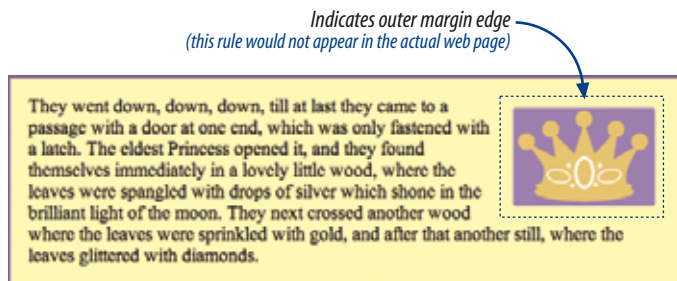 Indicates outer margin edge
(this rule would not appear in the actual web page)
They went down, down, down, till at last they came to a
passage with a door at one end, which was only fastened with
a latch. The eldest Princess opened it, and they found
themselves immediately in a lovely little wood, where the
leaves were spangled with drops of silver which shone in the
brilliant light of the moon. They next crossed another wood
where the leaves were sprinkled with gold, and after that another still, where the
leaves glittered with diamonds.